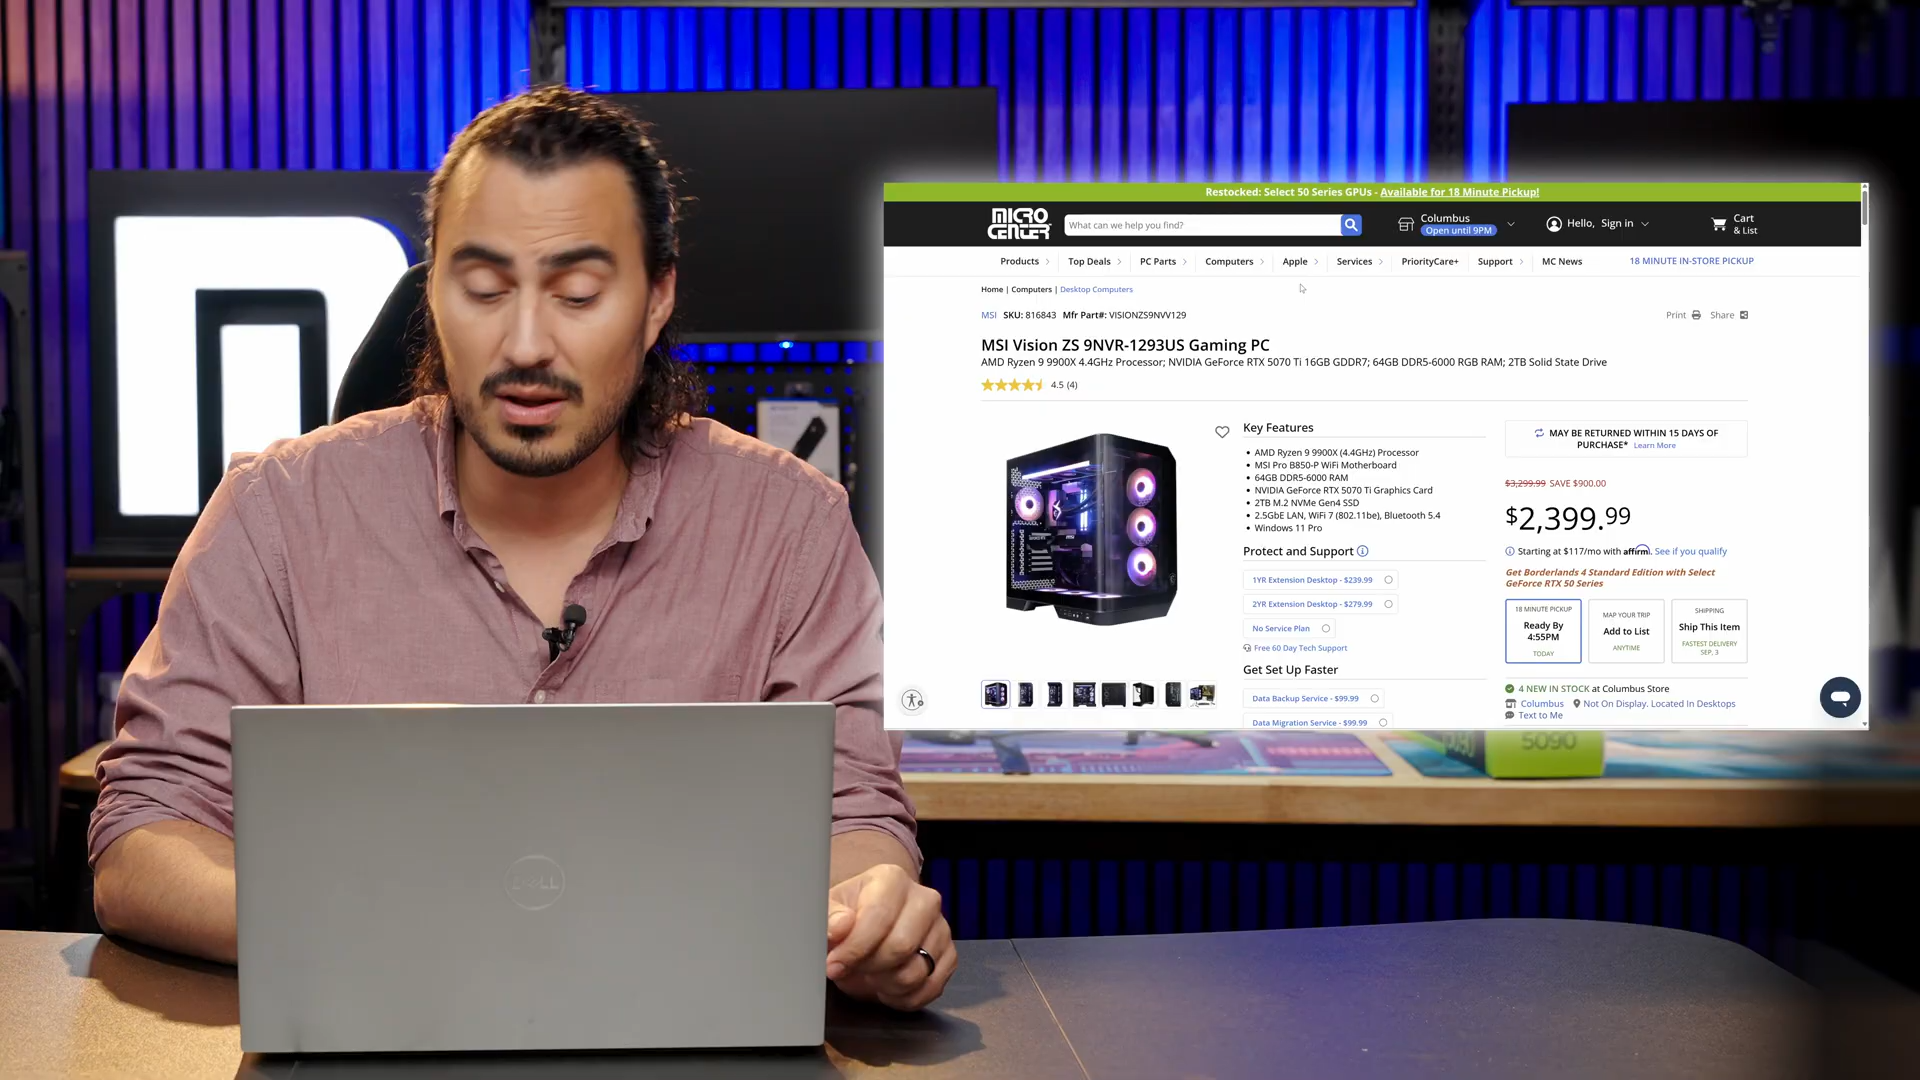 Restocked: Select 50 Series GPUs - Available for 18 Minute Pickup!
MICRO CENTER
What can we help you find?
Columbus
Open until 9PM
Hello, Sign in
Cart & List
Products
Top Deals
PC Parts
Computers
Apple
Services
PriorityCare+
Support
MC News
18 MINUTE IN-STORE PICKUP
Home | Computers | Desktop Computers
MSI SKU: 816843 Mfr Part#: VISIONZS9NVV129
Print
Share
MSI Vision ZS 9NVR-1293US Gaming PC
AMD Ryzen 9 9900X 4.4GHz Processor; NVIDIA GeForce RTX 5070 Ti 16GB GDDR7; 64GB DDR5-6000 RGB RAM; 2TB Solid State Drive
4.5 (4)
Key Features
• AMD Ryzen 9 9900X (4.4GHz) Processor
• MSI Pro B850-P WiFi Motherboard
• 64GB DDR5-6000 RAM
• NVIDIA GeForce RTX 5070 Ti Graphics Card
• 2TB M.2 NVMe Gen4 SSD
• 2.5GbE LAN, WiFi 7 (802.11be), Bluetooth 5.4
• Windows 11 Pro
Protect and Support
1YR Extension Desktop - $239.99
2YR Extension Desktop - $279.99
No Service Plan
Free 60 Day Tech Support
Get Set Up Faster
Data Backup Service - $99.99
Data Migration Service - $99.99
MAY BE RETURNED WITHIN 15 DAYS OF
PURCHASE* Learn More
$3,299.99 SAVE $900.00
$2,399.99
Starting at $117/mo with affirm. See if you qualify
Get Borderlands 4 Standard Edition with Select
GeForce RTX 50 Series
18 MINUTE PICKUP
Ready By
4:55PM
TODAY
MAP YOUR TRIP
Add to List
ANYTIME
SHIPPING
Ship This Item
FASTEST DELIVERY
SEP, 3
4 NEW IN STOCK at Columbus Store
Columbus
Not On Display. Located In Desktops
Text to Me
5090
DELL